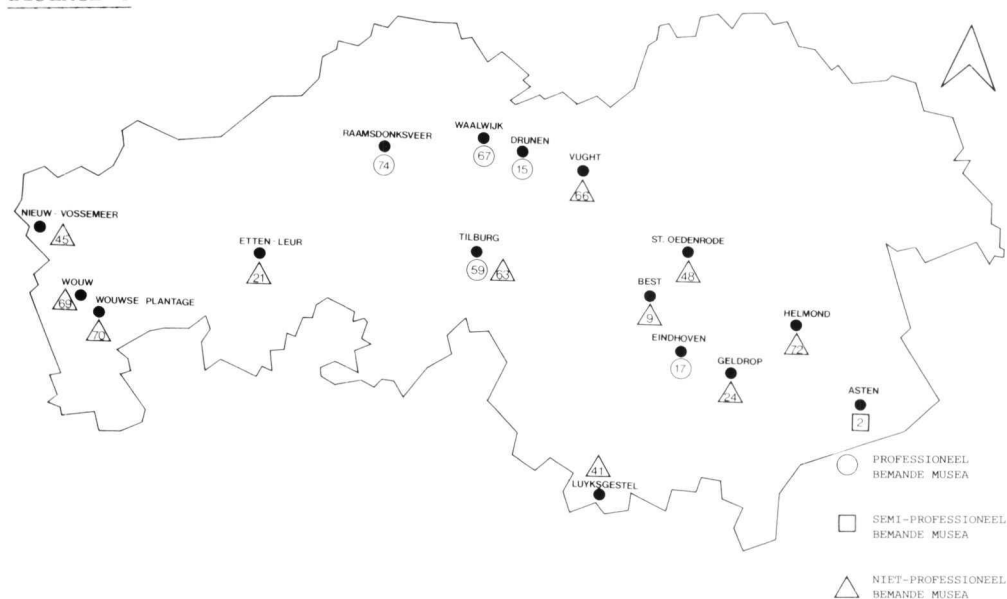 RAAMSDONKSVEER
74
WAALWIJK
67
DRUNEN
15
VUGHT
66
NIEUW-VOSSEMEER
45
ETTEN-LEUR
21
TILBURG
59
63
ST. OEDENRODE
48
WOUW
69
WOUWSE PLANTAGE
70
BEST
9
HELMOND
72
EINDHOVEN
17
GELDROP
24
ASTEN
2
41
LUYKSGESTEL
PROFESSIONEEL
BEMANDE MUSEA
SEMI-PROFESSIONEEL
BEMANDE MUSEA
NIET-PROFESSIONEEL
BEMANDE MUSEA